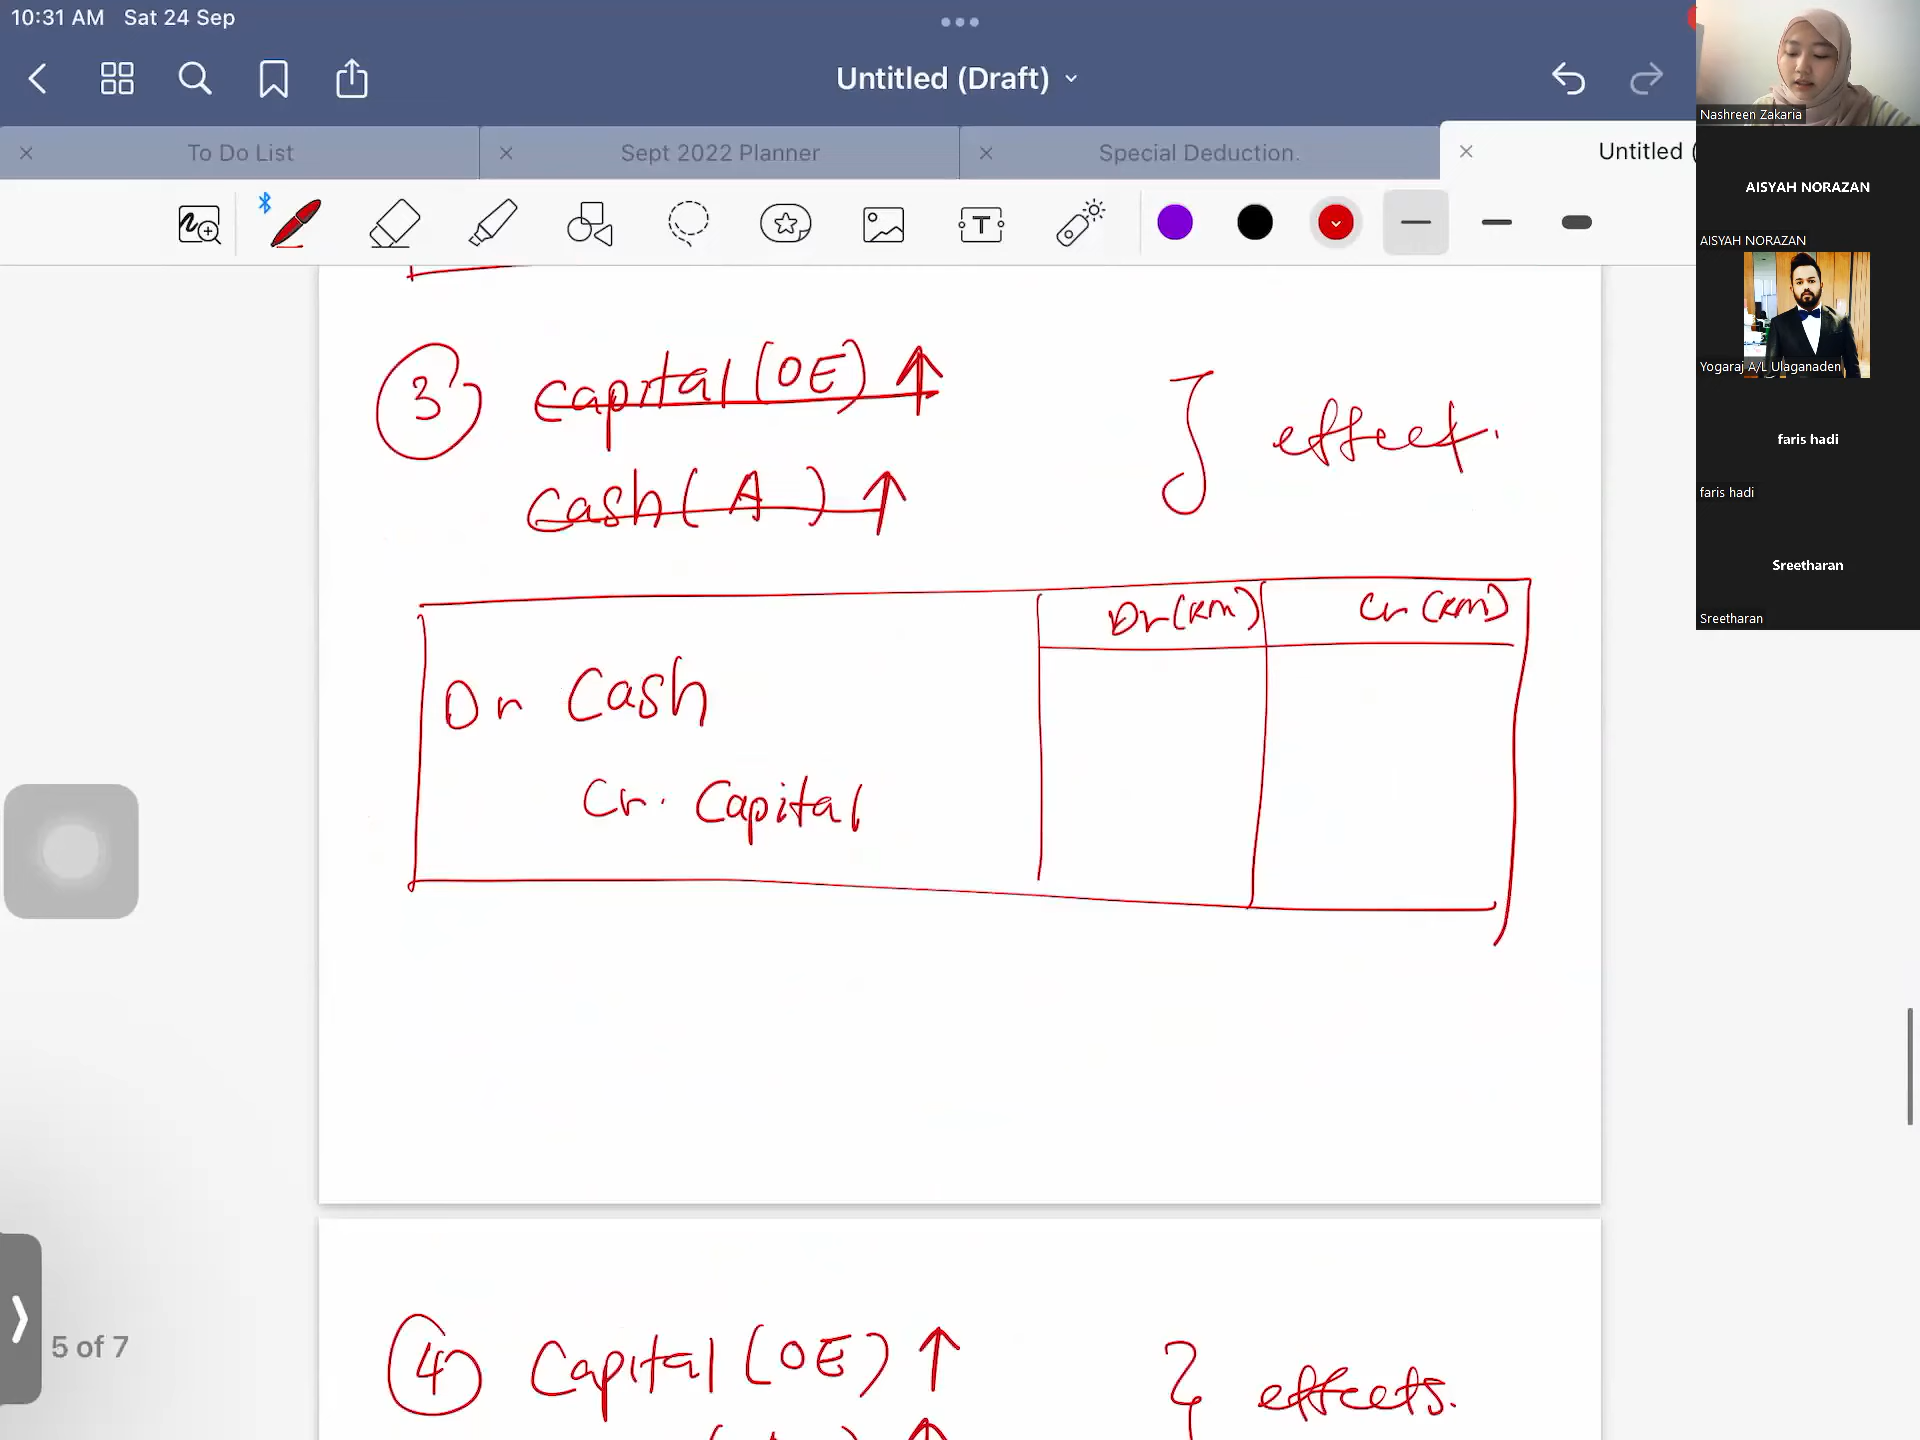 10:31 AM Sat 24 Sep
Untitled (Draft)
To Do List
Sept 2022 Planner
Special Deduction.
Untitled (
Nashreen Zakaria
AISYAH NORAZAN
AISYAH NORAZAN
Yogaraj A/L Ulaganaden
faris hadi
faris hadi
Sreetharan
Sreetharan
3 capital (OE) ↑
cash (A) ↑
effect.
Dr (RM) Cr (RM)
Dr Cash
Cr. Capital
4 Capital (OE) ↑
effects.
5 of 7